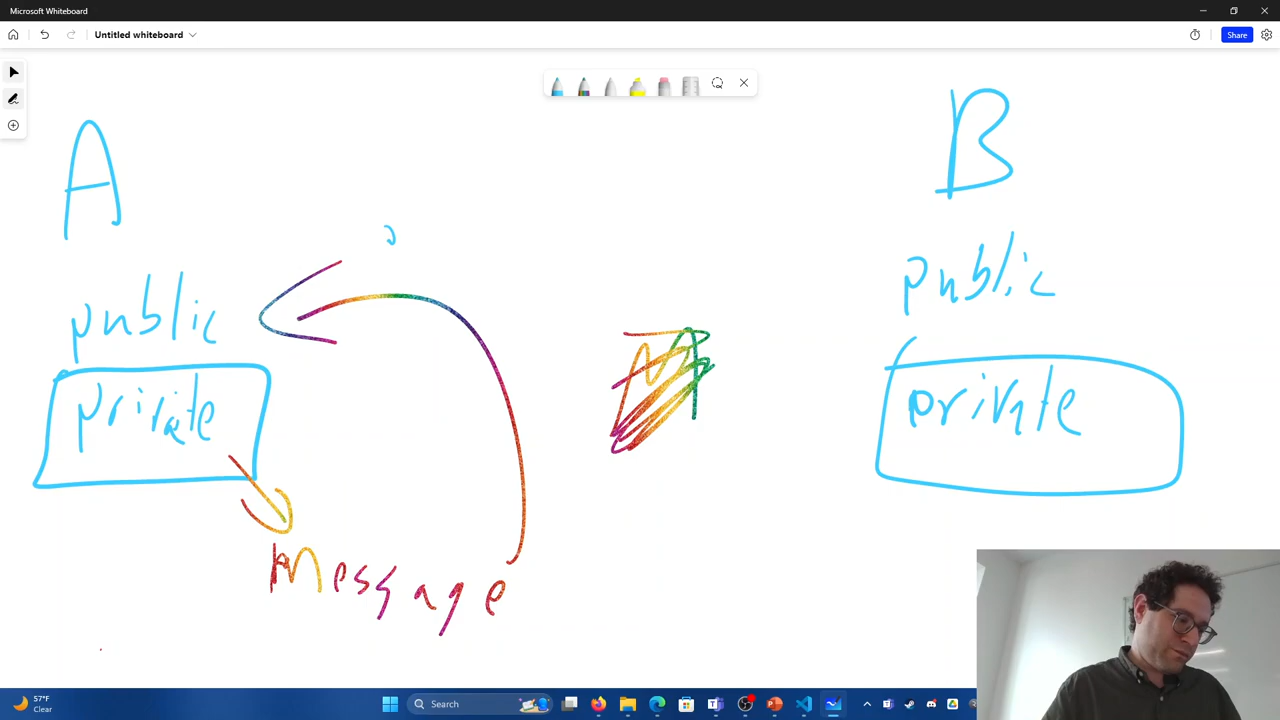 Microsoft Whiteboard
Untitled whiteboard
Share
A
B
public
public
private
private
message
57°F
Clear
Search